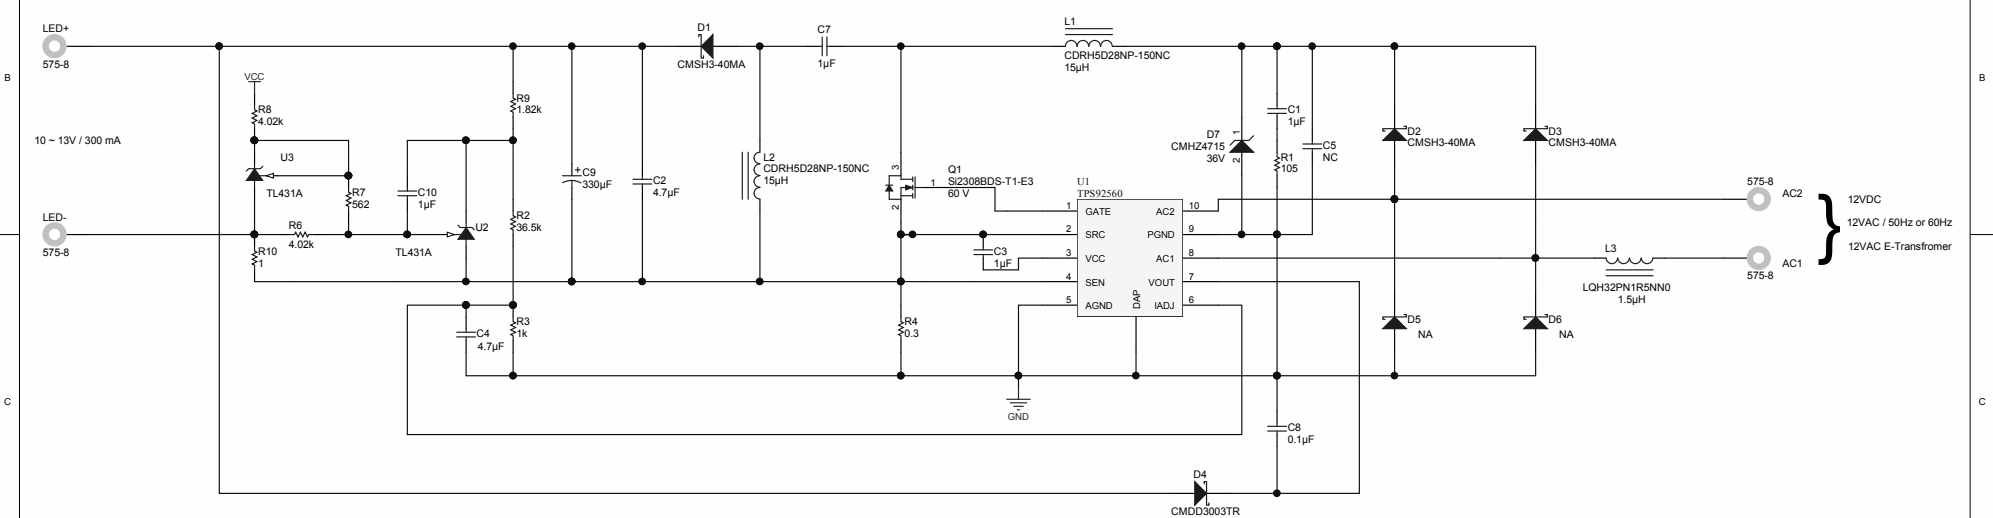 LED+
575-8
B
VCC
R8
4.02k
10 ~ 13V / 300 mA
U3
TL431A
R7
562
LED-
575-8
R6
4.02k
R10
1
C10
1µF
TL431A
U2
R9
1.82k
R2
36.5k
C4
4.7µF
R3
1k
C9
+
330µF
C2
4.7µF
D1
CMSH3-40MA
C7
1µF
L2
CDRH5D28NP-150NC
15µH
Q1
Si2308BDS-T1-E3
60 V
3
1
2
C3
1µF
R4
0.3
L1
CDRH5D28NP-150NC
15µH
U1
TPS92560
1 GATE AC2 10
2 SRC PGND 9
3 VCC AC1 8
4 SEN VOUT 7
5 AGND IADJ 6
DAP
GND
D7
CMHZ4715
36V
1
2
C1
1µF
R1
105
C5
NC
D2
CMSH3-40MA
D3
CMSH3-40MA
D5
NA
D6
NA
C8
0.1µF
D4
CMDD3003TR
L3
LQH32PN1R5NN0
1.5µH
575-8
AC2
AC1
575-8
12VDC
12VAC / 50Hz or 60Hz
12VAC E-Transfromer
}
B
C
C